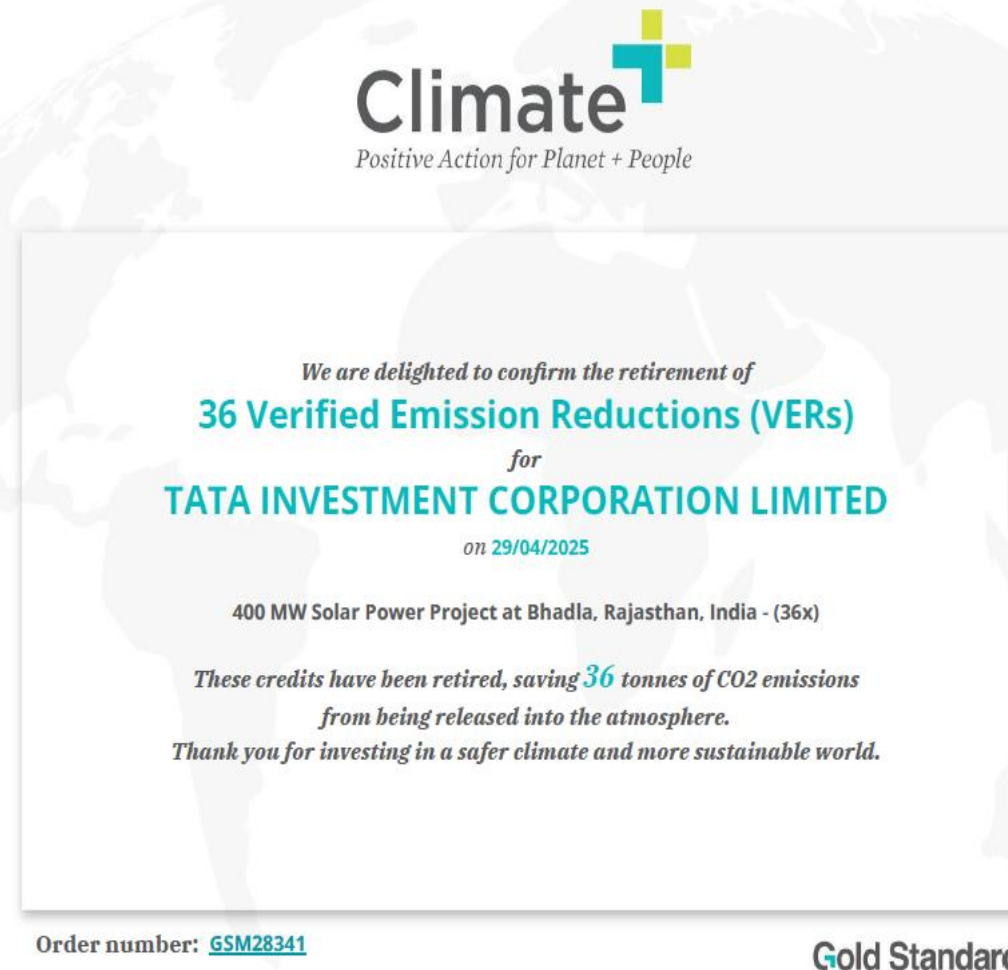 Climate+
Positive Action for Planet + People
We are delighted to confirm the retirement of
36 Verified Emission Reductions (VERs)
for
TATA INVESTMENT CORPORATION LIMITED
on 29/04/2025
400 MW Solar Power Project at Bhadla, Rajasthan, India - (36x)
These credits have been retired, saving 36 tonnes of CO2 emissions
from being released into the atmosphere.
Thank you for investing in a safer climate and more sustainable world.
Order number: GSM28341
Gold Standard